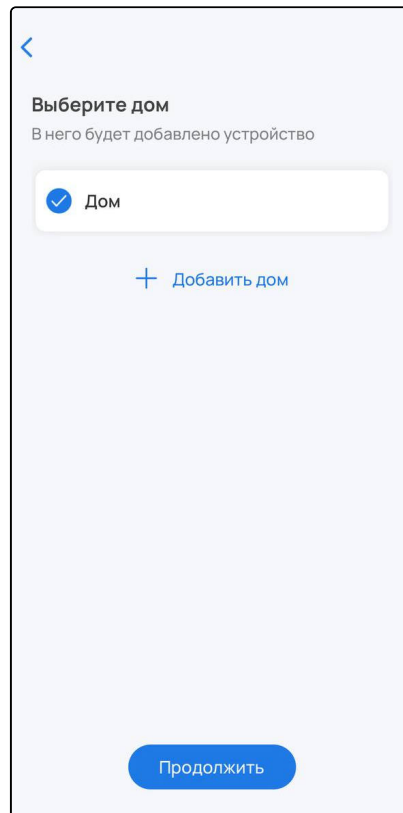 Выберите дом
В него будет добавлено устройство
Дом
Добавить дом
Продолжить